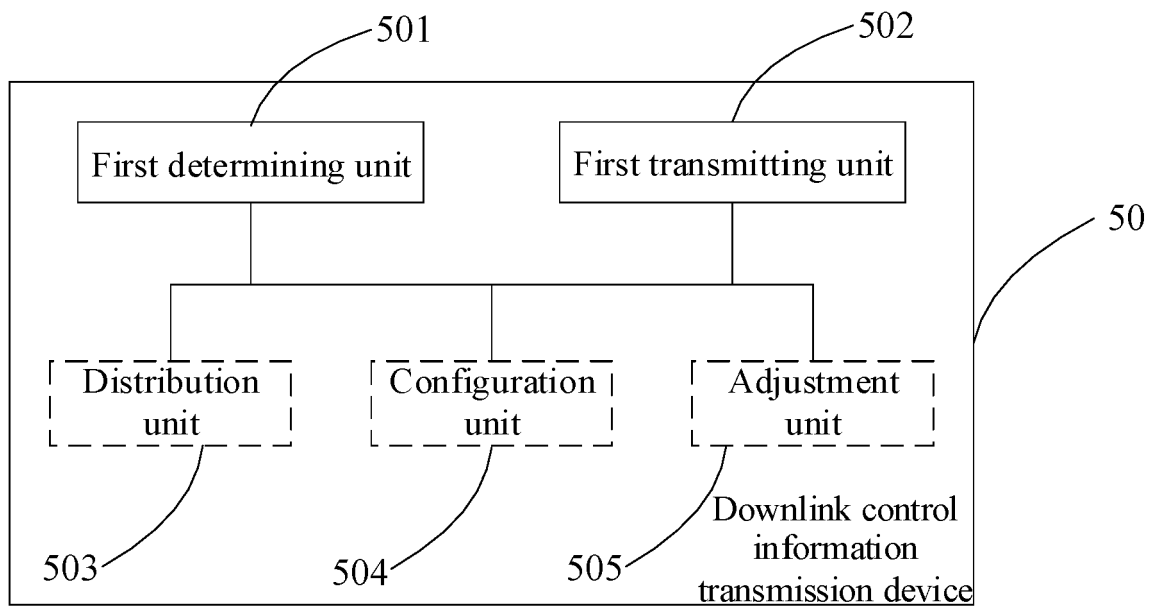 501
502
First determining unit
First transmitting unit
50
Distribution
unit
Configuration
unit
Adjustment
unit
503
504
505
Downlink control
information
transmission device